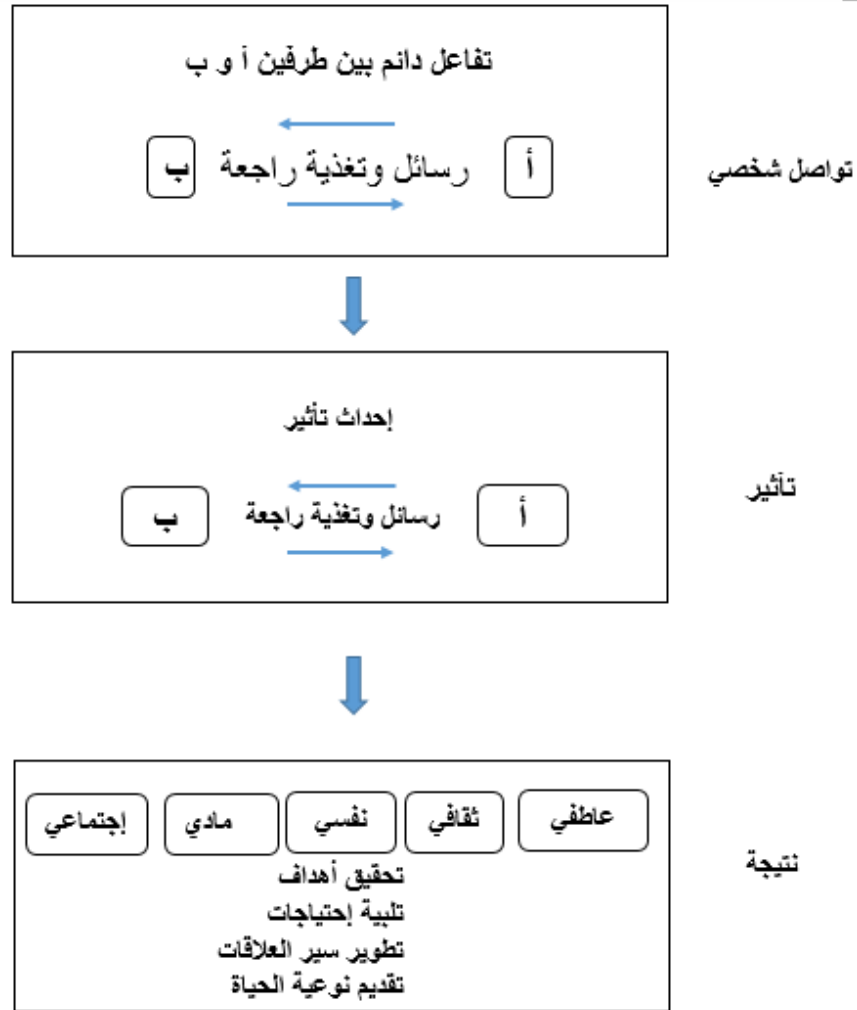 تفاعل دائم بين طرفين أ و ب
أ رسائل وتغذية راجعة ب
تواصل شخصي
إحداث تأثير
أ رسائل وتغذية راجعة ب
تأثير
عاطفي ثقافي نفسي مادي إجتماعي
تحقيق أهداف
تلبية إحتياجات
تطوير سير العلاقات
تقديم نوعية الحياة
نتيجة